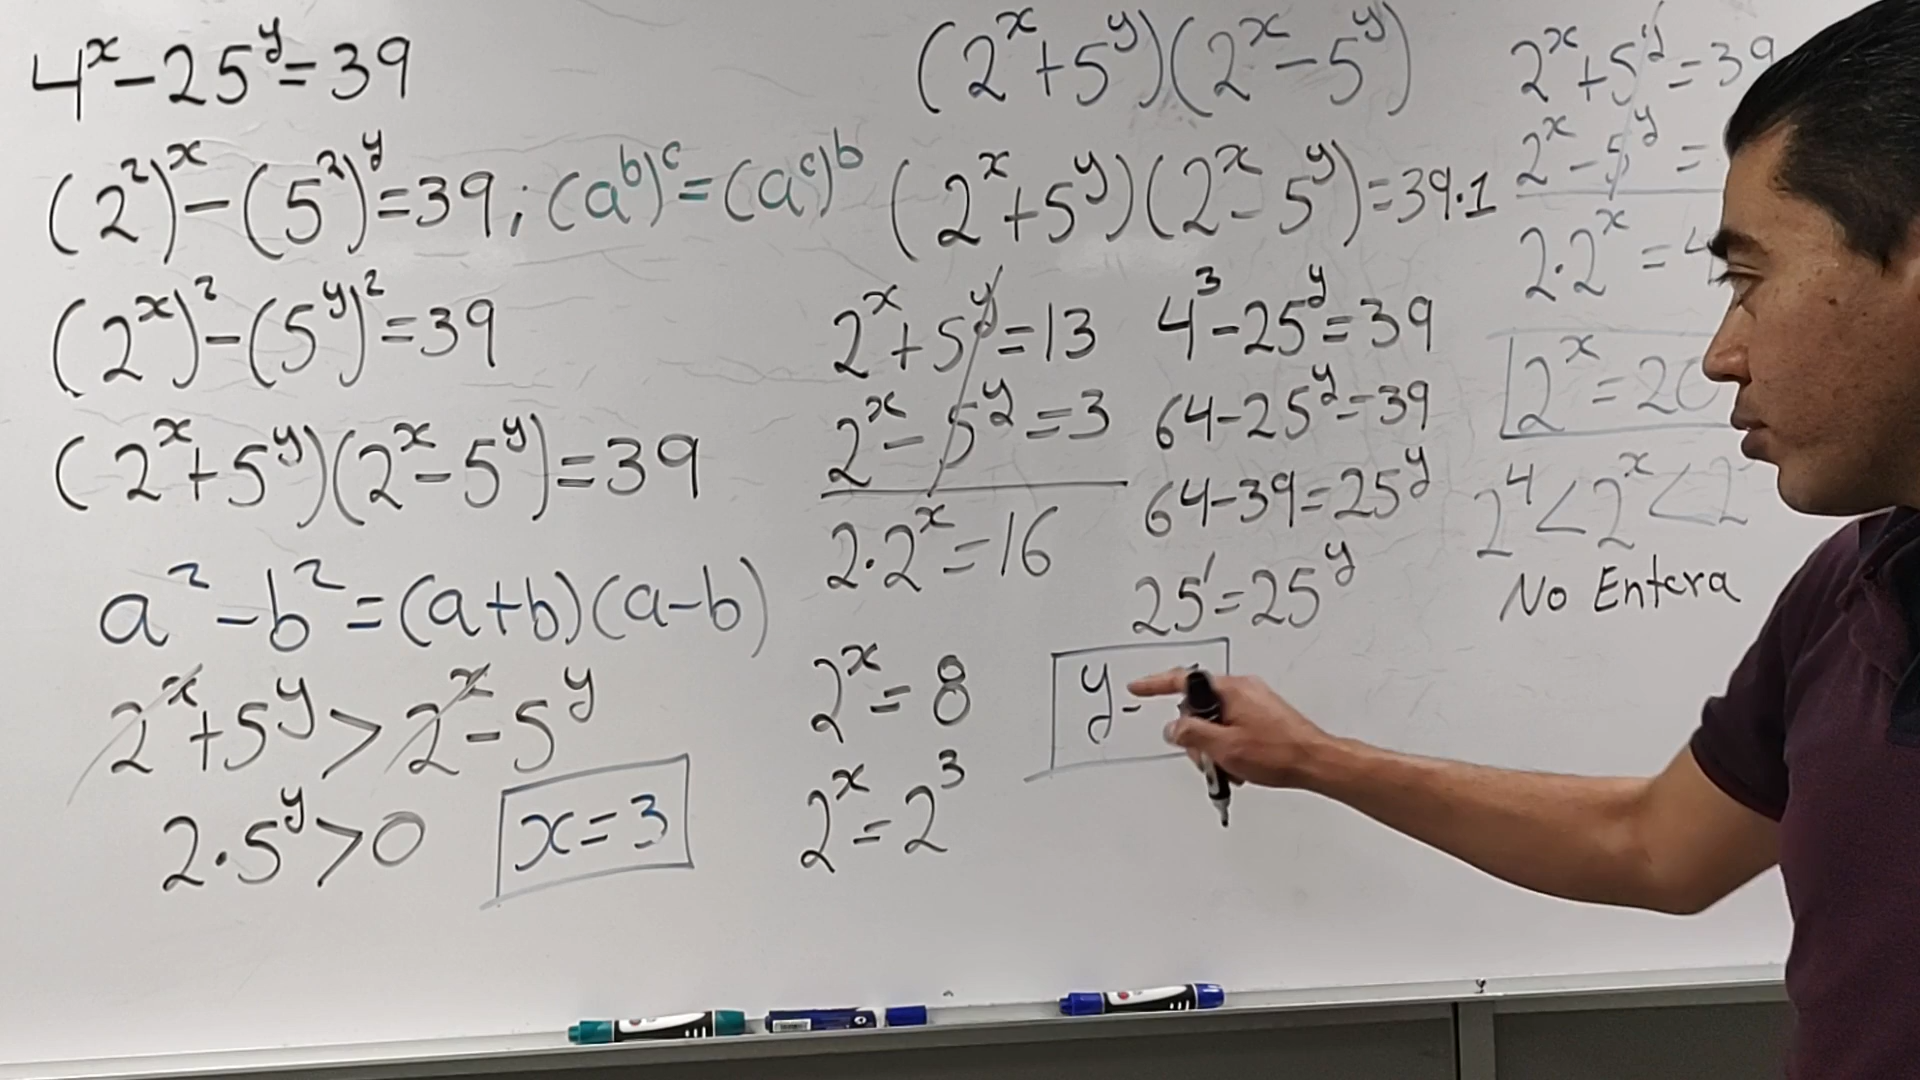 4^x - 25^y = 39
(2^2)^x - (5^2)^y = 39 ; (a^b)^c = (a^c)^b
(2^x)^2 - (5^y)^2 = 39
(2^x + 5^y)(2^x - 5^y) = 39
a^2 - b^2 = (a+b)(a-b)
2^x + 5^y > 2^x - 5^y
2·5^y > 0
x = 3
(2^x + 5^y)(2^x - 5^y)
(2^x + 5^y)(2^x - 5^y) = 39·1
2^x + 5^y = 13
2^x - 5^y = 3
2·2^x = 16
2^x = 8
2^x = 2^3
4^3 - 25^y = 39
64 - 25^y = 39
64 - 39 = 25^y
25^1 = 25^y
y =
2^x + 5^y = 39
2^x - 5^y =
2·2^x = 4
2^x = 20
2^4 < 2^x < 2
No Entera